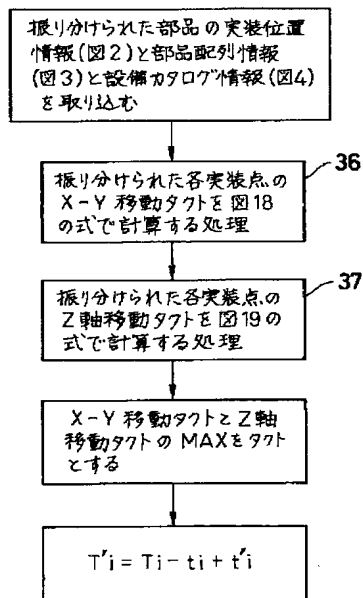 振り分けられた部品の実装位置
情報(図2)と部品配列情報
(図3)と設備カタログ情報(図4)
を取り込む
36
振り分けられた各実装点の
X-Y移動タクトを図18
の式で計算する処理
37
振り分けられた各実装点の
Z軸移動タクトを図19の
式で計算する処理
X-Y移動タクトとZ軸
移動タクトのMAXをタクト
とする
T'i = Ti - ti + t'i